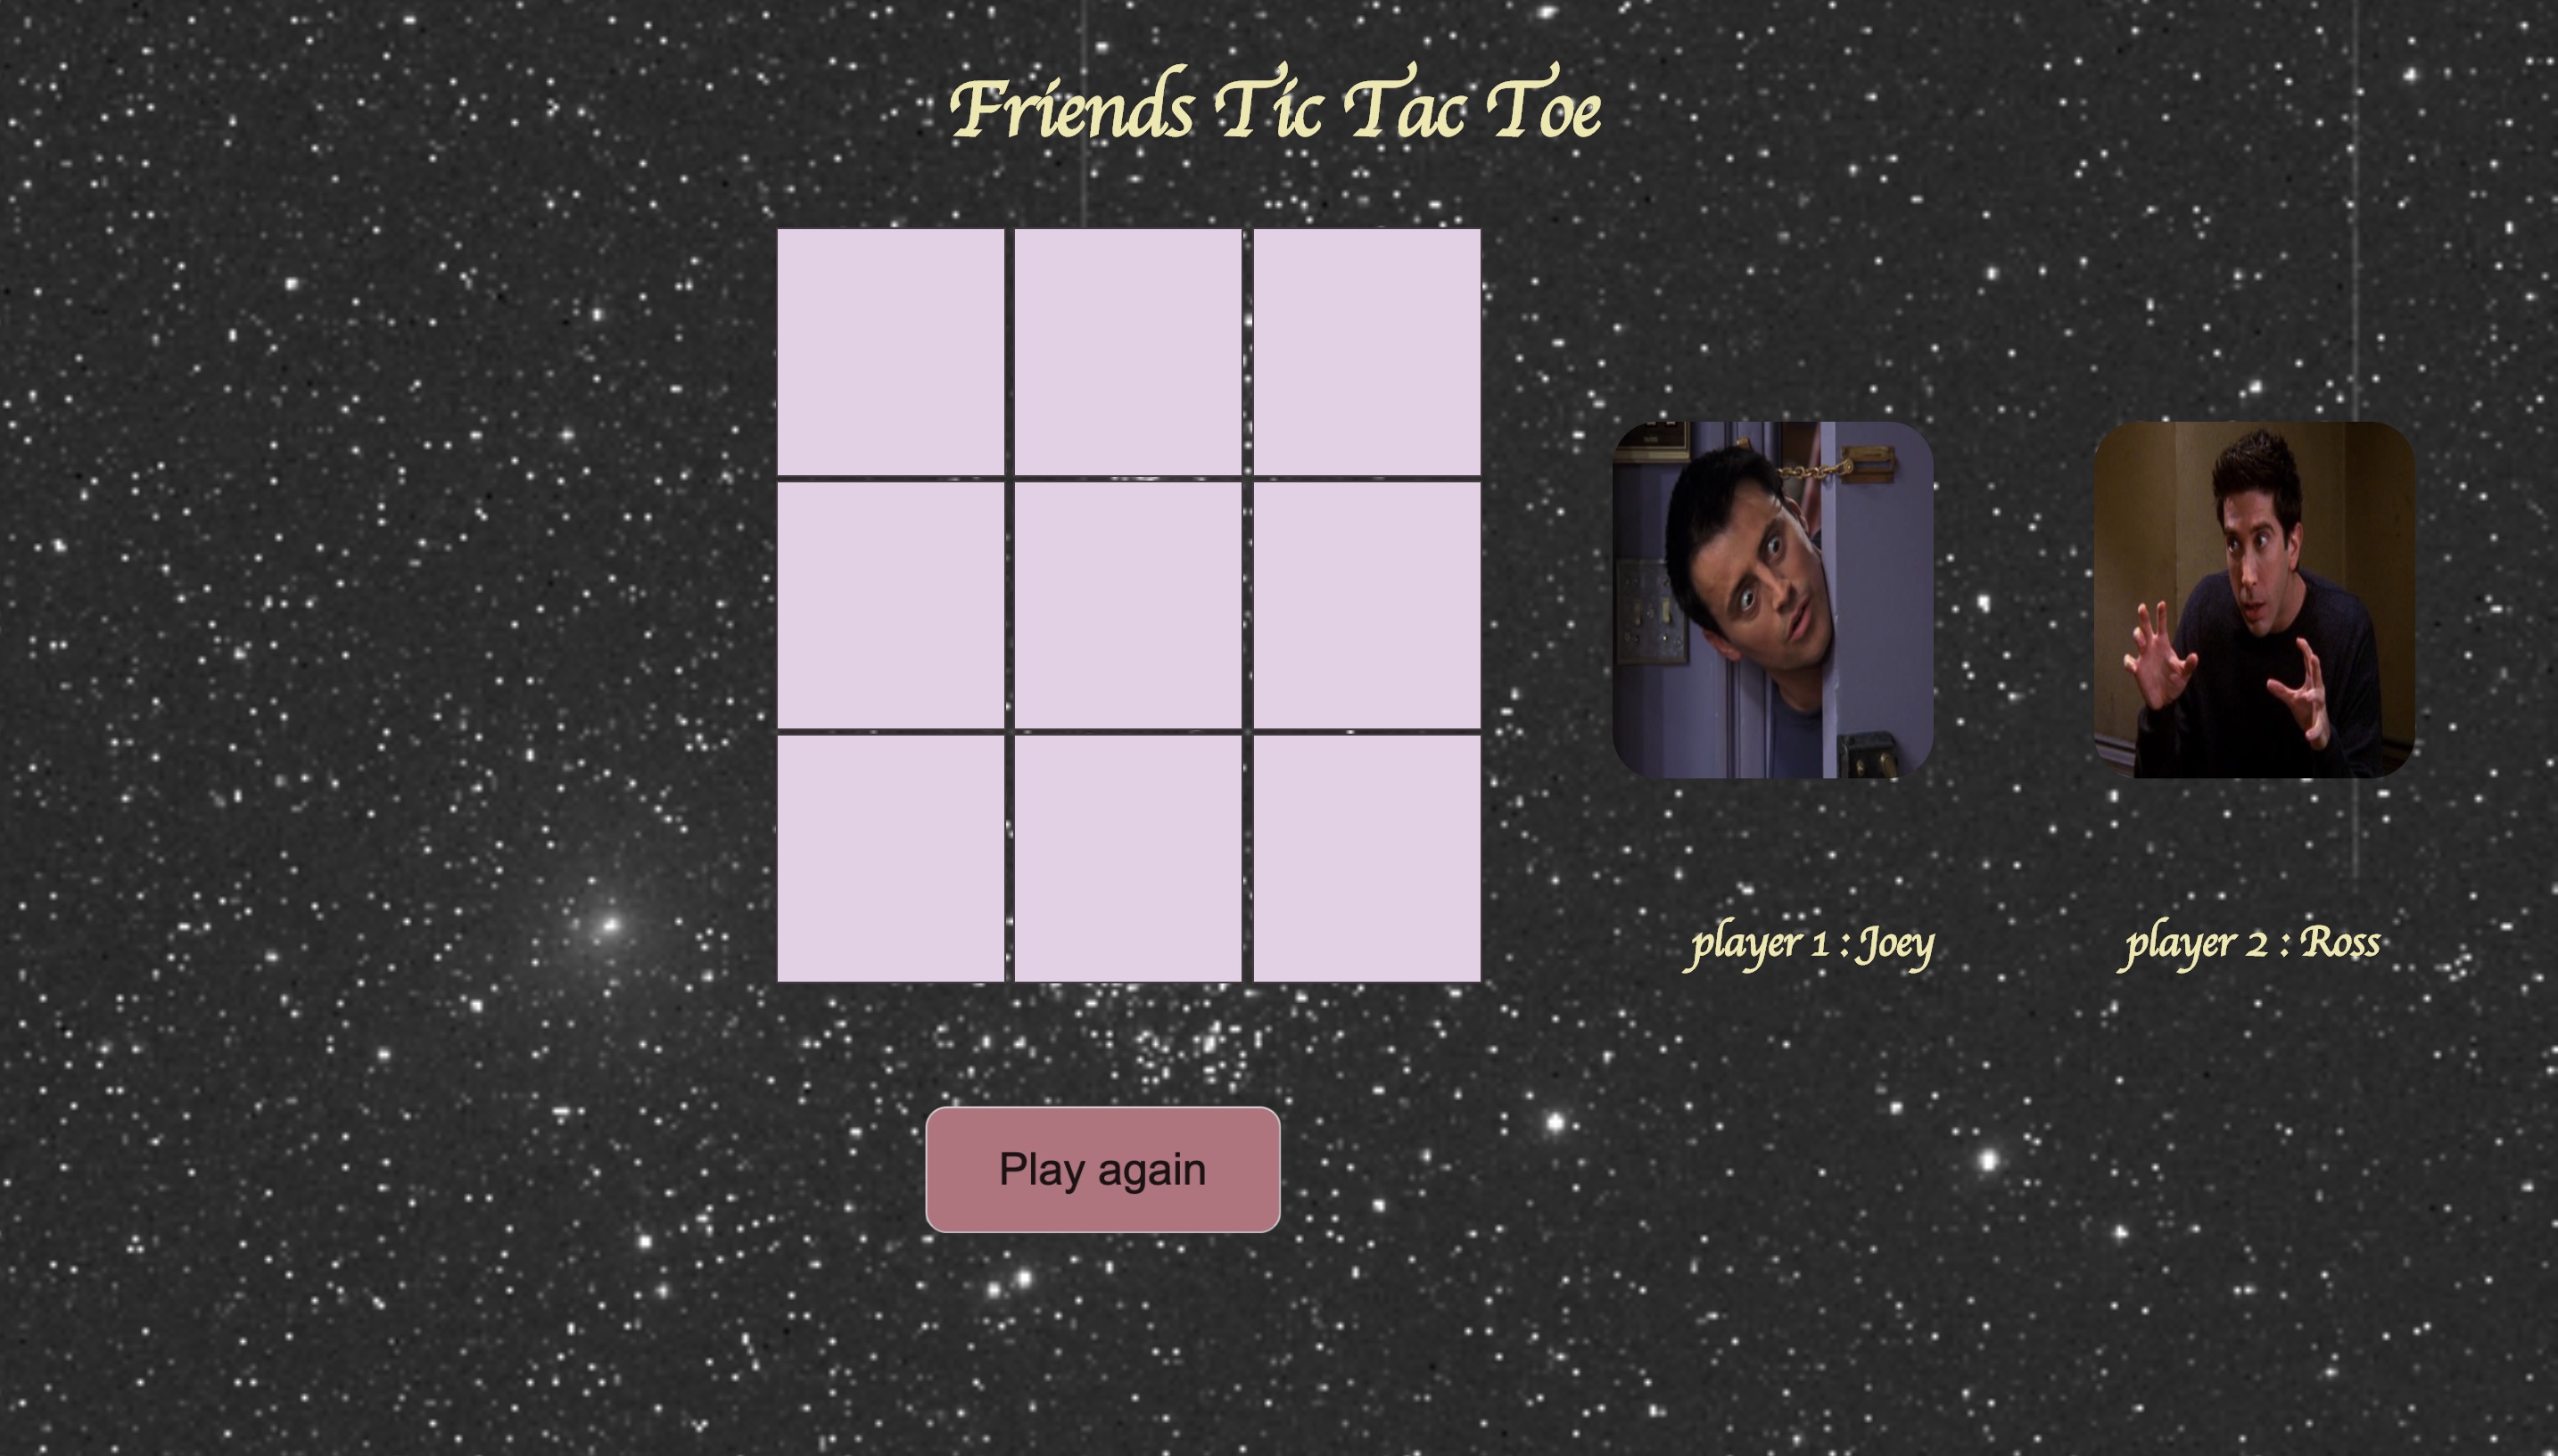 Friends Tic Tac Toe
player 1 : Joey
player 2 : Ross
Play again